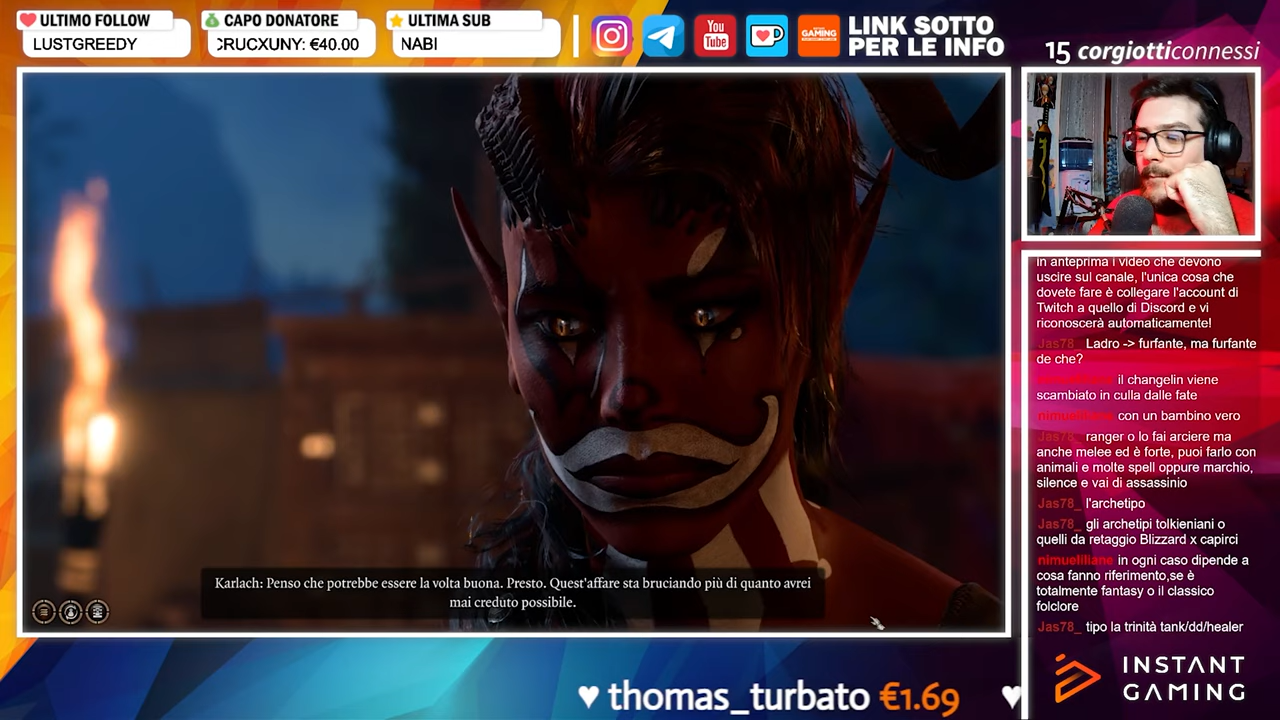 ULTIMO FOLLOW
LUSTGREEDY
CAPO DONATORE
CRUCXUNY: €40.00
ULTIMA SUB
NABI
You
Tube
GAMING
LINK SOTTO
PER LE INFO
15 corgiotticonnessi
in anteprima i video che devono
uscire sul canale, l'unica cosa che
dovete fare è collegare l'account di
Twitch a quello di Discord e vi
riconoscerà automaticamente!
Jas78_ Ladro -> furfante, ma furfante
de che?
il changelin viene
scambiato in culla dalle fate
nimueliliane con un bambino vero
Jas78_ ranger o lo fai arciere ma
anche melee ed è forte, puoi farlo con
animali e molte spell oppure marchio,
silence e vai di assassinio
Jas78_ l'archetipo
Jas78_ gli archetipi tolkieniani o
quelli da retaggio Blizzard x capirci
nimueliliane in ogni caso dipende a
cosa fanno riferimento,se è
totalmente fantasy o il classico
folclore
Jas78_ tipo la trinità tank/dd/healer
Karlach: Penso che potrebbe essere la volta buona. Presto. Quest'affare sta bruciando più di quanto avrei
mai creduto possibile.
thomas_turbato €1.69
INSTANT
GAMING